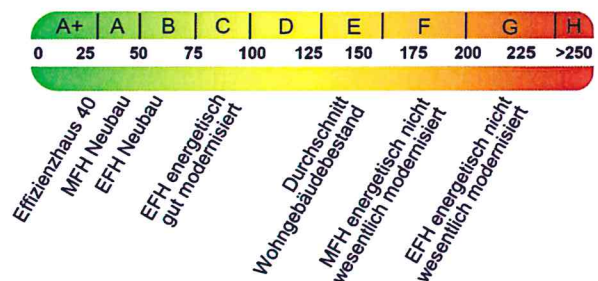 A+ A B C D E F G H
0 25 50 75 100 125 150 175 200 225 >250
Effizienzhaus 40
MFH Neubau
EFH Neubau
EFH energetisch
gut modernisiert
Durchschnitt
Wohngebäudebestand
MFH energetisch nicht
wesentlich modernisiert
EFH energetisch nicht
wesentlich modernisiert